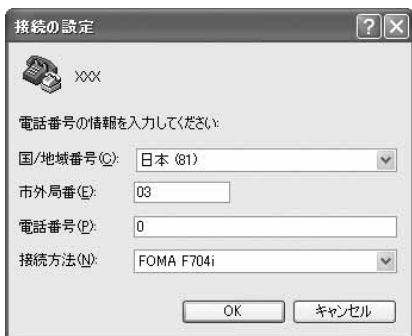 接続の設定
XXX
電話番号の情報を入力してください:
国/地域番号(C): 日本 (81)
市外局番(E): 03
電話番号(P): 0
接続方法(N): FOMA F704i
OK キャンセル